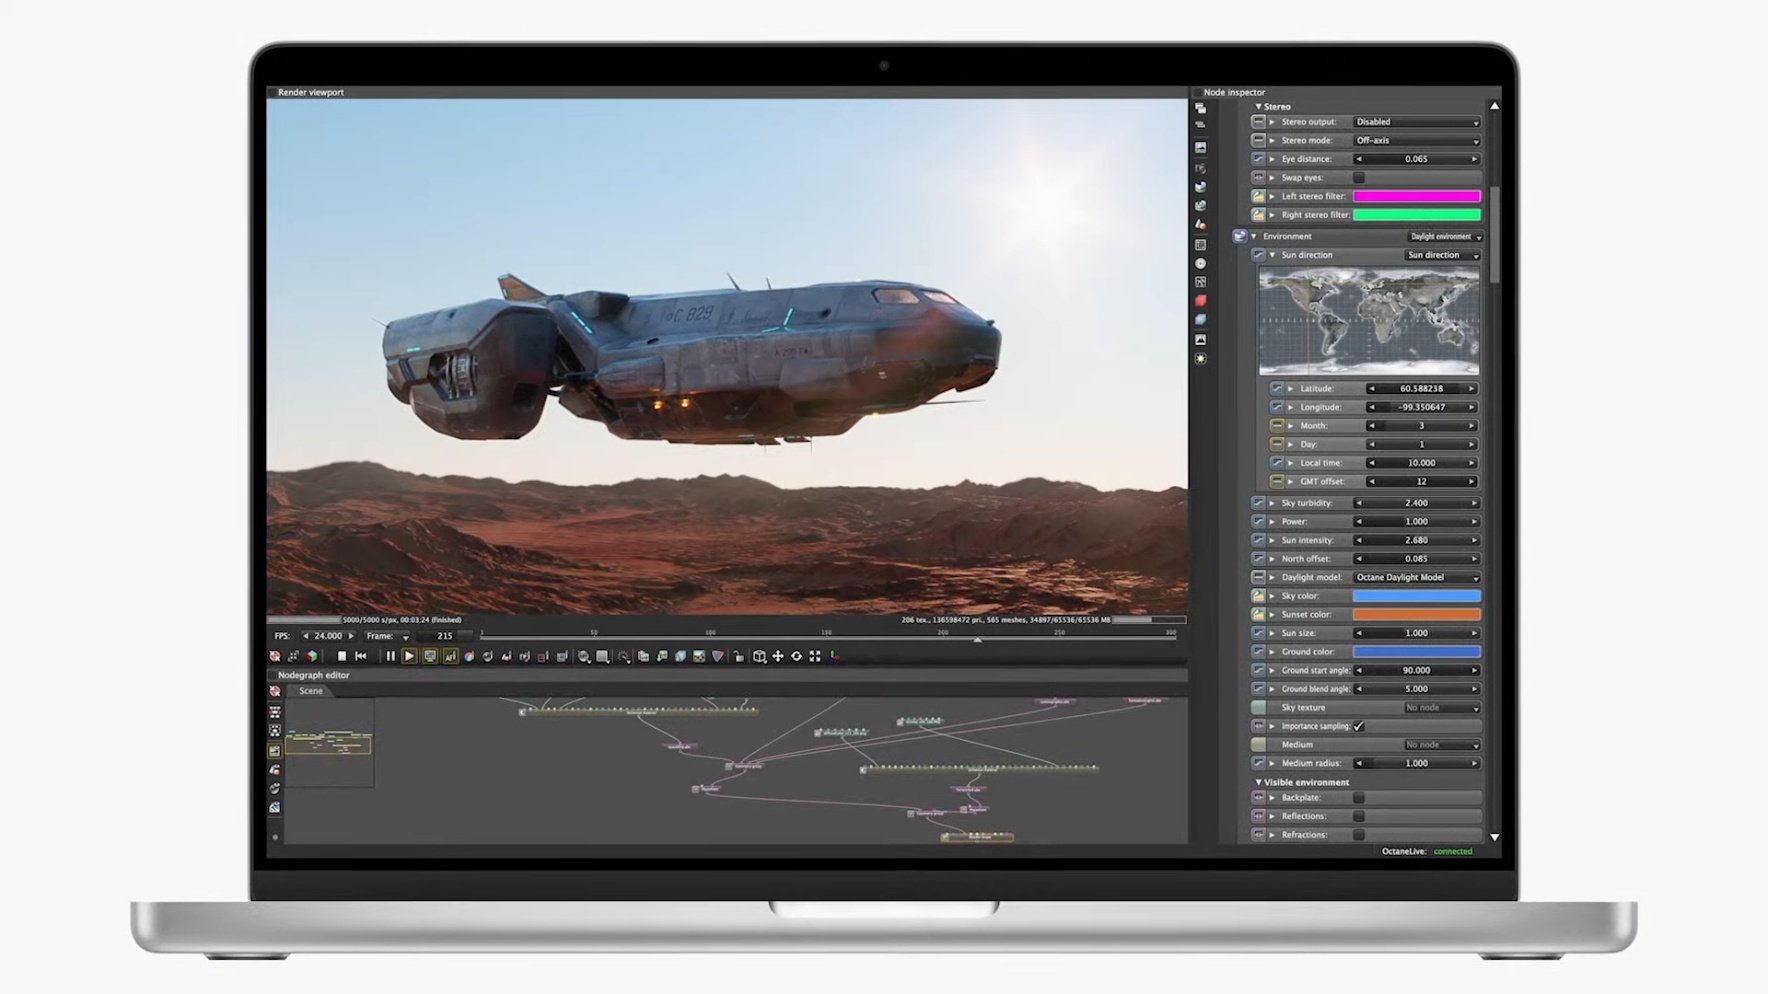 Render viewport
C 829
5000/5000 s/px, 00:03:24 (finished)
206 tex., 136598472 pri., 565 meshes, 34897/65536/65536 MB
FPS: 24.000 Frame: 215
1 50 100 150 200 250 300
Nodegraph editor
Scene
Node inspector
Stereo
Stereo output: Disabled
Stereo mode: Off-axis
Eye distance: 0.065
Swap eyes:
Left stereo filter:
Right stereo filter:
Environment Daylight environment
Sun direction Sun direction
Latitude: 60.588238
Longitude: -99.350647
Month: 3
Day: 1
Local time: 10.000
GMT offset: 12
Sky turbidity: 2.400
Power: 1.000
Sun intensity: 2.680
North offset: 0.085
Daylight model: Octane Daylight Model
Sky color:
Sunset color:
Sun size: 1.000
Ground color:
Ground start angle: 90.000
Ground blend angle: 5.000
Sky texture No node
Importance sampling:
Medium No node
Medium radius: 1.000
Visible environment
Backplate:
Reflections:
Refractions:
OctaneLive: connected